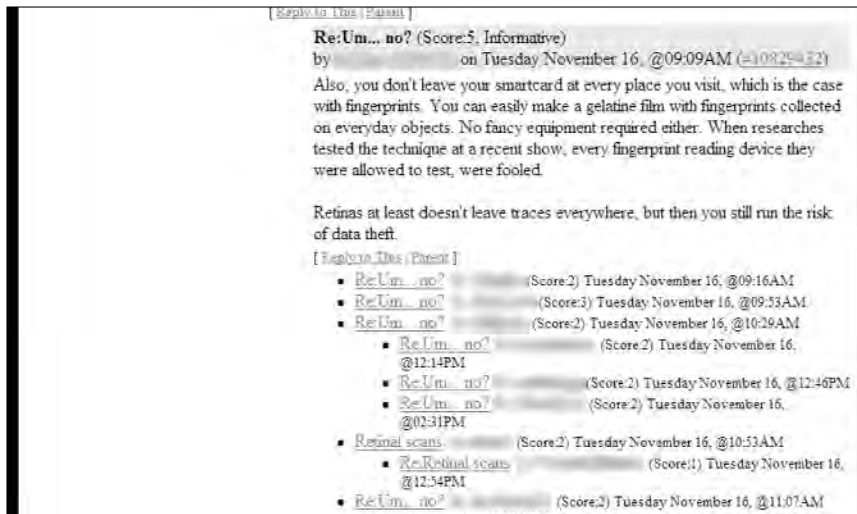 [ Reply to This | Parent ]
Re:Um... no? (Score:5, Informative)
by on Tuesday November 16, @09:09AM (#10829432)
Also, you don't leave your smartcard at every place you visit, which is the case
with fingerprints. You can easily make a gelatine film with fingerprints collected
on everyday objects. No fancy equipment required either. When researches
tested the technique at a recent show, every fingerprint reading device they
were allowed to test, were fooled.
Retinas at least doesn't leave traces everywhere, but then you still run the risk
of data theft.
[ Reply to This | Parent ]
Re:Um... no? (Score:2) Tuesday November 16, @09:16AM
Re:Um... no? (Score:3) Tuesday November 16, @09:53AM
Re:Um... no? (Score:2) Tuesday November 16, @10:29AM
Re:Um... no? (Score:2) Tuesday November 16,
@12:14PM
Re:Um... no? (Score:2) Tuesday November 16, @12:46PM
Re:Um... no? (Score:2) Tuesday November 16,
@02:31PM
Retinal scans (Score:2) Tuesday November 16, @10:53AM
Re:Retinal scans (Score:1) Tuesday November 16,
@12:54PM
Re:Um... no? (Score:2) Tuesday November 16, @11:07AM